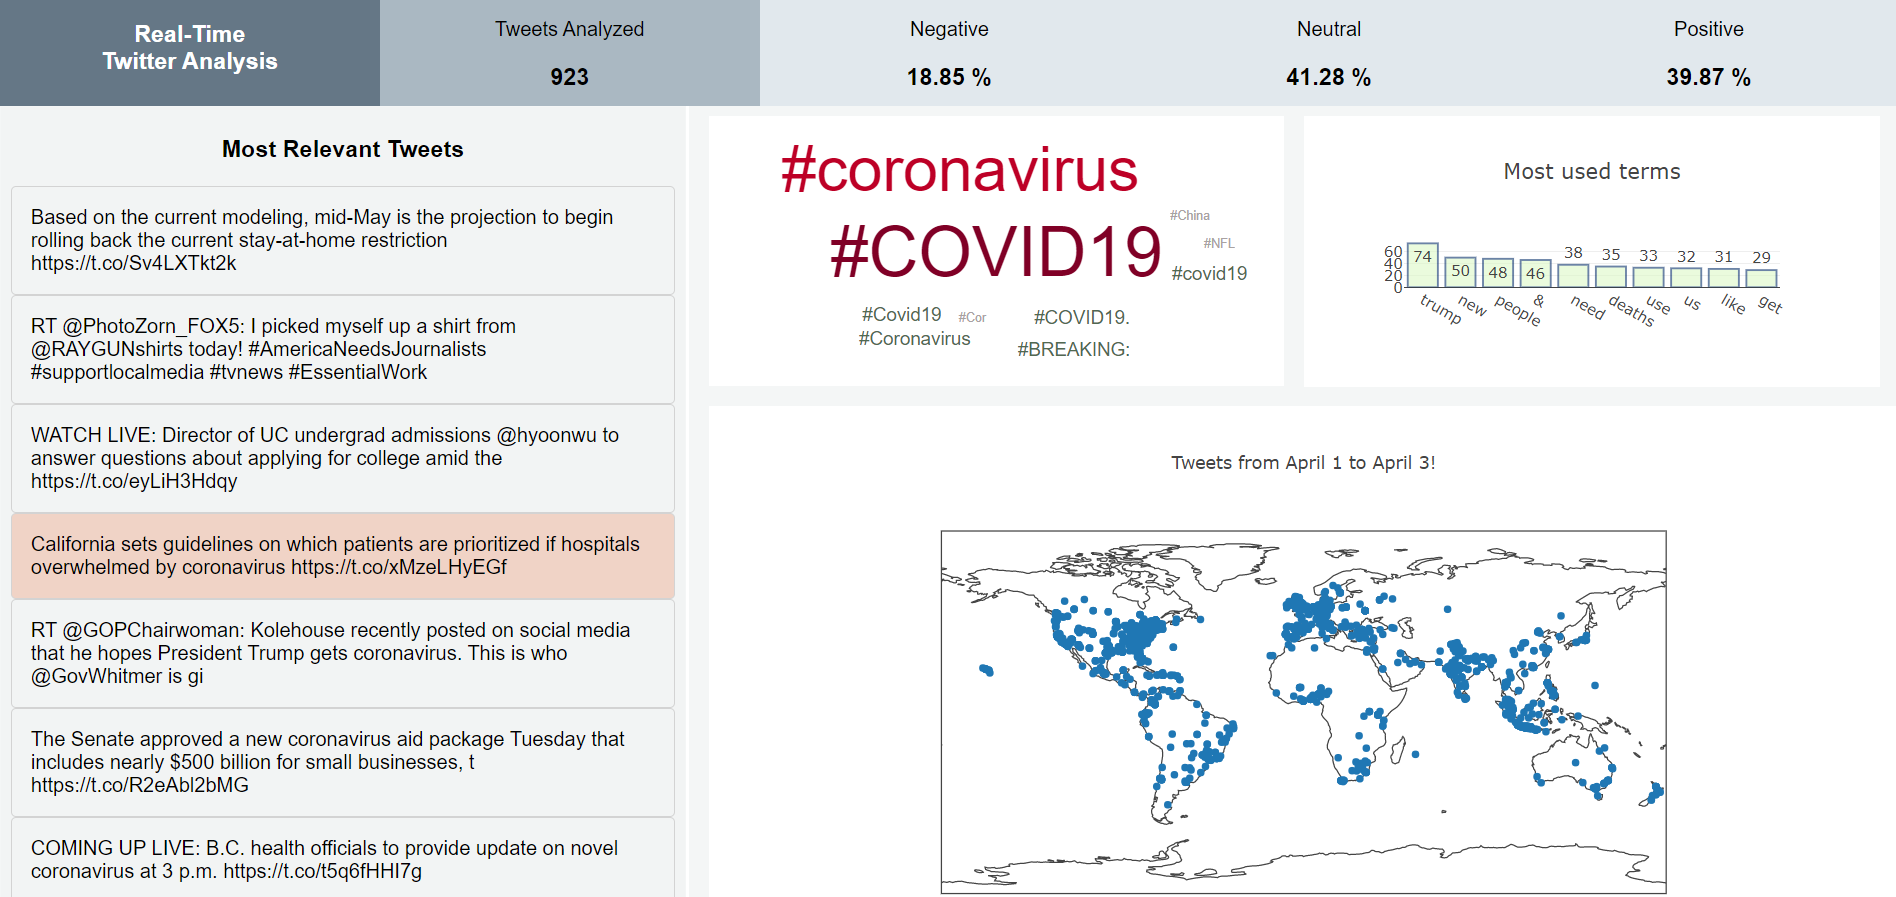 Real-Time
Twitter Analysis
Tweets Analyzed
923
Negative
18.85 %
Neutral
41.28 %
Positive
39.87 %
Most Relevant Tweets
Based on the current modeling, mid-May is the projection to begin
rolling back the current stay-at-home restriction
https://t.co/Sv4LXTkt2k
RT @PhotoZorn_FOX5: I picked myself up a shirt from
@RAYGUNshirts today! #AmericaNeedsJournalists
#supportlocalmedia #tvnews #EssentialWork
WATCH LIVE: Director of UC undergrad admissions @hyoonwu to
answer questions about applying for college amid the
https://t.co/eyLiH3Hdqy
California sets guidelines on which patients are prioritized if hospitals
overwhelmed by coronavirus https://t.co/xMzeLHyEGf
RT @GOPChairwoman: Kolehouse recently posted on social media
that he hopes President Trump gets coronavirus. This is who
@GovWhitmer is gi
The Senate approved a new coronavirus aid package Tuesday that
includes nearly $500 billion for small businesses, t
https://t.co/R2eAbl2bMG
COMING UP LIVE: B.C. health officials to provide update on novel
coronavirus at 3 p.m. https://t.co/t5q6fHHI7g
#coronavirus
#COVID19
#China
#NFL
#covid19
#Covid19
#Cor
#COVID19.
#Coronavirus
#BREAKING:
Most used terms
60
40
20
0
74
50
48
46
38
35
33
32
31
29
trump
new
people
&
need
deaths
use
us
like
get
Tweets from April 1 to April 3!